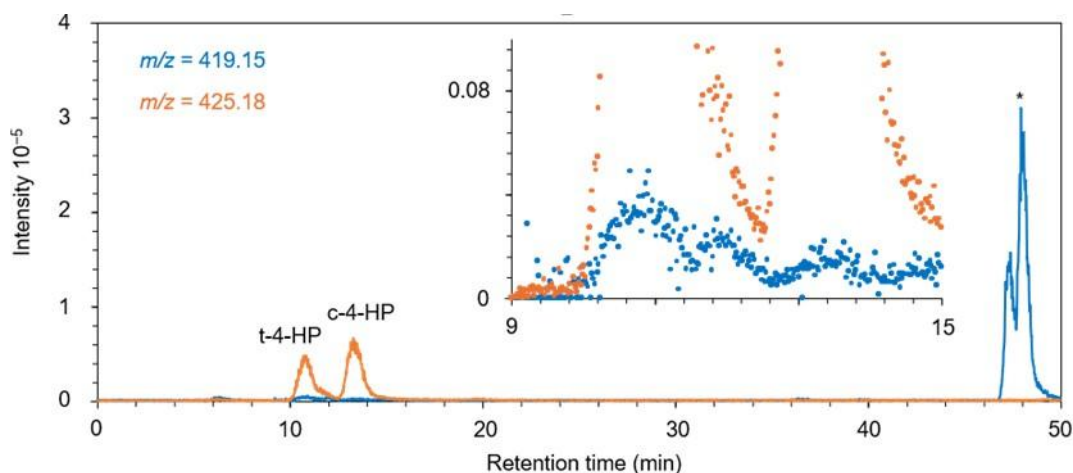 4
3
2
1
0
Intensity 10⁻⁵
m/z = 419.15
m/z = 425.18
t-4-HP
c-4-HP
0.08
0
9
15
*
0
10
20
30
40
50
Retention time (min)